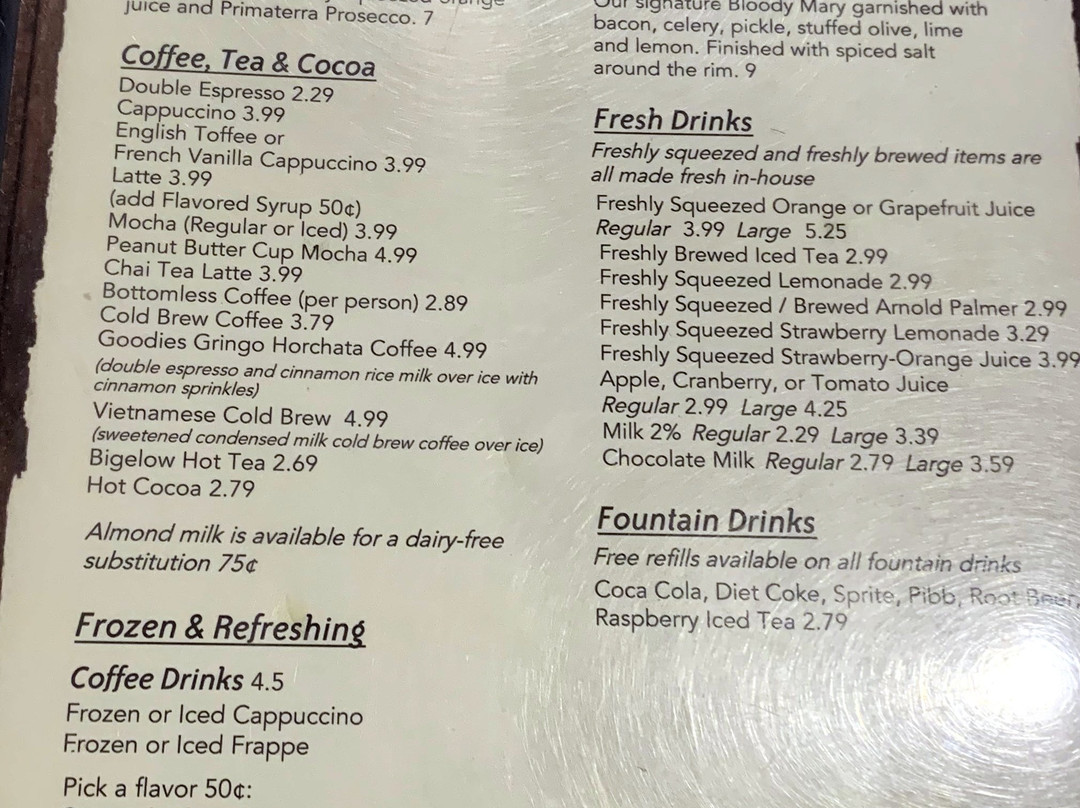 juice and Primaterra Prosecco. 7
Coffee, Tea & Cocoa
Double Espresso 2.29
Cappuccino 3.99
English Toffee or
French Vanilla Cappuccino 3.99
Latte 3.99
(add Flavored Syrup 50¢)
Mocha (Regular or Iced) 3.99
Peanut Butter Cup Mocha 4.99
Chai Tea Latte 3.99
Bottomless Coffee (per person) 2.89
Cold Brew Coffee 3.79
Goodies Gringo Horchata Coffee 4.99
(double espresso and cinnamon rice milk over ice with
cinnamon sprinkles)
Vietnamese Cold Brew 4.99
(sweetened condensed milk cold brew coffee over ice)
Bigelow Hot Tea 2.69
Hot Cocoa 2.79
Almond milk is available for a dairy-free
substitution 75¢
Frozen & Refreshing
Coffee Drinks 4.5
Frozen or Iced Cappuccino
Frozen or Iced Frappe
Pick a flavor 50¢:
Our signature Bloody Mary garnished with
bacon, celery, pickle, stuffed olive, lime
and lemon. Finished with spiced salt
around the rim. 9
Fresh Drinks
Freshly squeezed and freshly brewed items are
all made fresh in-house
Freshly Squeezed Orange or Grapefruit Juice
Regular 3.99 Large 5.25
Freshly Brewed Iced Tea 2.99
Freshly Squeezed Lemonade 2.99
Freshly Squeezed / Brewed Arnold Palmer 2.99
Freshly Squeezed Strawberry Lemonade 3.29
Freshly Squeezed Strawberry-Orange Juice 3.99
Apple, Cranberry, or Tomato Juice
Regular 2.99 Large 4.25
Milk 2% Regular 2.29 Large 3.39
Chocolate Milk Regular 2.79 Large 3.59
Fountain Drinks
Free refills available on all fountain drinks
Coca Cola, Diet Coke, Sprite, Pibb, Root Beer,
Raspberry Iced Tea 2.79